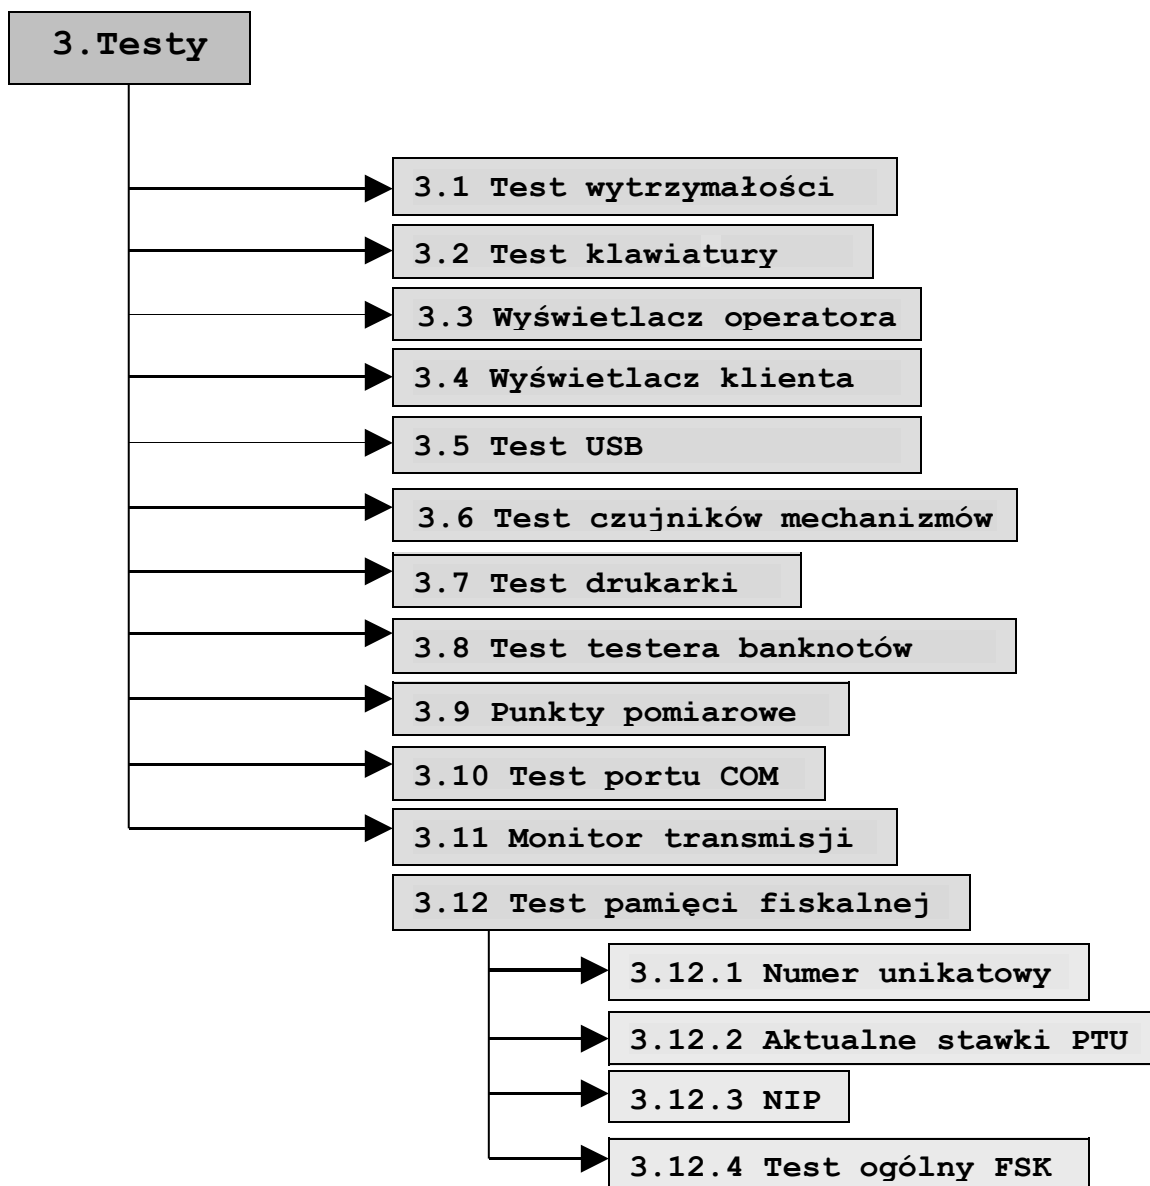 3.Testy
3.1 Test wytrzymałości
3.2 Test klawiatury
3.3 Wyświetlacz operatora
3.4 Wyświetlacz klienta
3.5 Test USB
3.6 Test czujników mechanizmów
3.7 Test drukarki
3.8 Test testera banknotów
3.9 Punkty pomiarowe
3.10 Test portu COM
3.11 Monitor transmisji
3.12 Test pamięci fiskalnej
3.12.1 Numer unikatowy
3.12.2 Aktualne stawki PTU
3.12.3 NIP
3.12.4 Test ogólny FSK